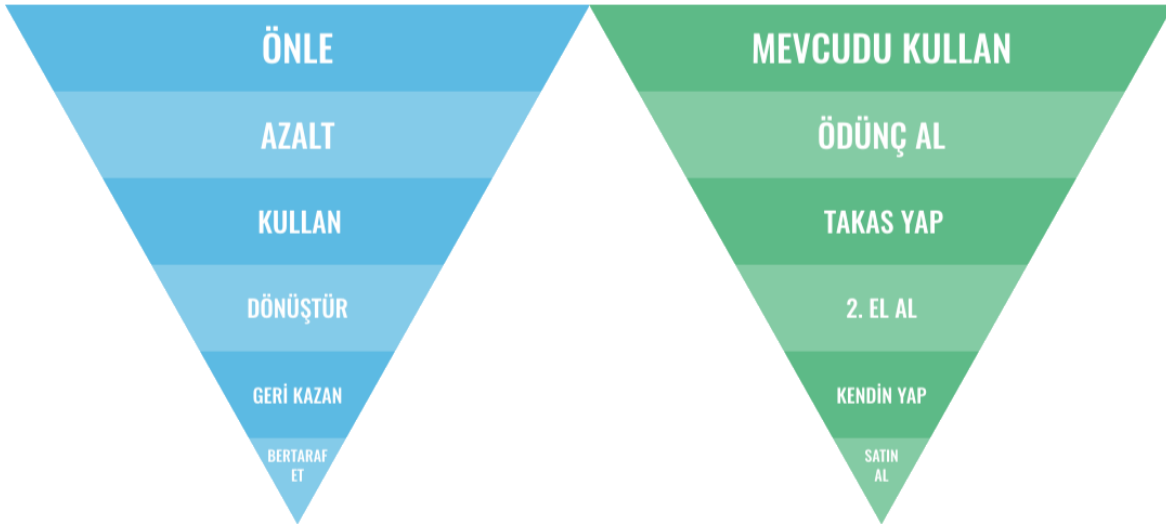 ÖNLE
AZALT
KULLAN
DÖNÜŞTÜR
GERİ KAZAN
BERTARAF
ET
MEVCUDU KULLAN
ÖDÜNÇ AL
TAKAS YAP
2. EL AL
KENDİN YAP
SATIN
AL